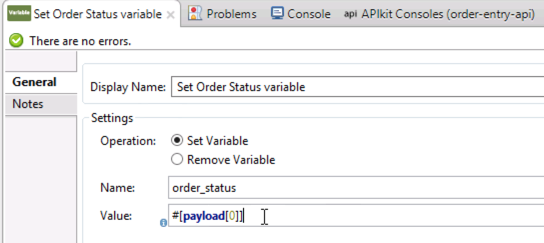 Variable Set Order Status variable Problems Console api APIkit Consoles (order-entry-api)
There are no errors.
General
Notes
Display Name: Set Order Status variable
Settings
Operation: Set Variable
Remove Variable
Name: order_status
Value: #[payload[0]]